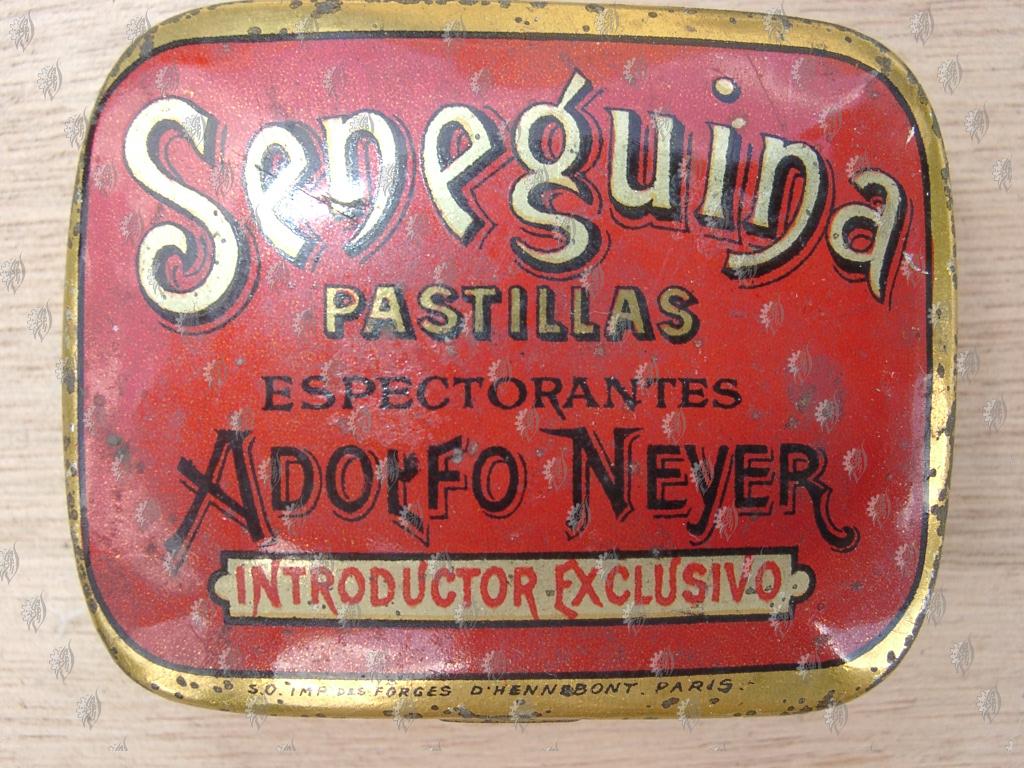 Seneguina
PASTILLAS
ESPECTORANTES
ADOLFO NEYER
INTRODUCTOR EXCLUSIVO
S.O. IMP DES FORGES D'HENNEBONT. PARIS.